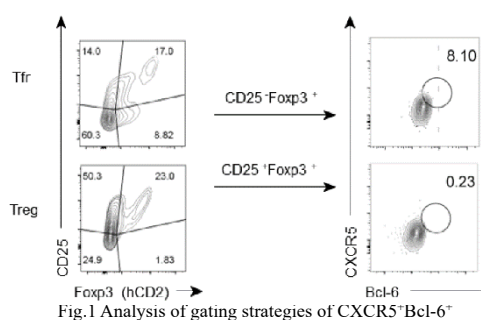 14.0 17.0
8.10
Tfr
CD25 -Foxp3 +
60.3 8.82
CD25 +Foxp3 +
50.3 23.0
0.23
Treg
24.9 1.83
CD25
CXCR5
Foxp3 (hCD2)
Bcl-6
Fig.1 Analysis of gating strategies of CXCR5+Bcl-6+